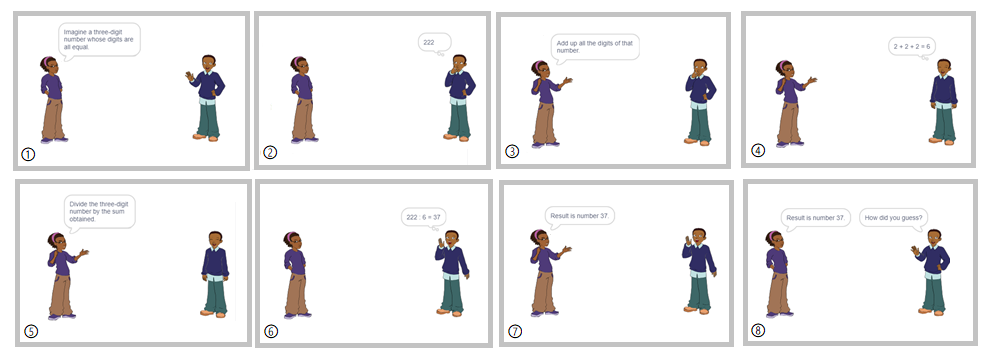 Imagine a three-digit
number whose digits are
all equal.
①
222
②
Add up all the digits of that
number.
③
2 + 2 + 2 = 6
④
Divide the three-digit
number by the sum
obtained.
⑤
222 : 6 = 37
⑥
Result is number 37.
⑦
Result is number 37.
How did you guess?
⑧